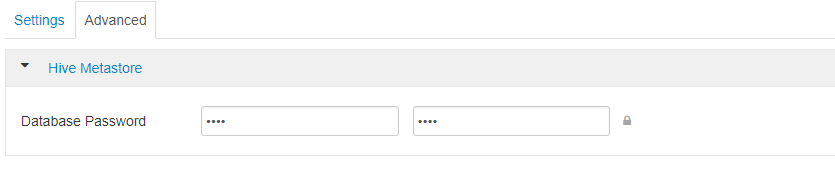 Settings Advanced
Hive Metastore
Database Password •••• ••••